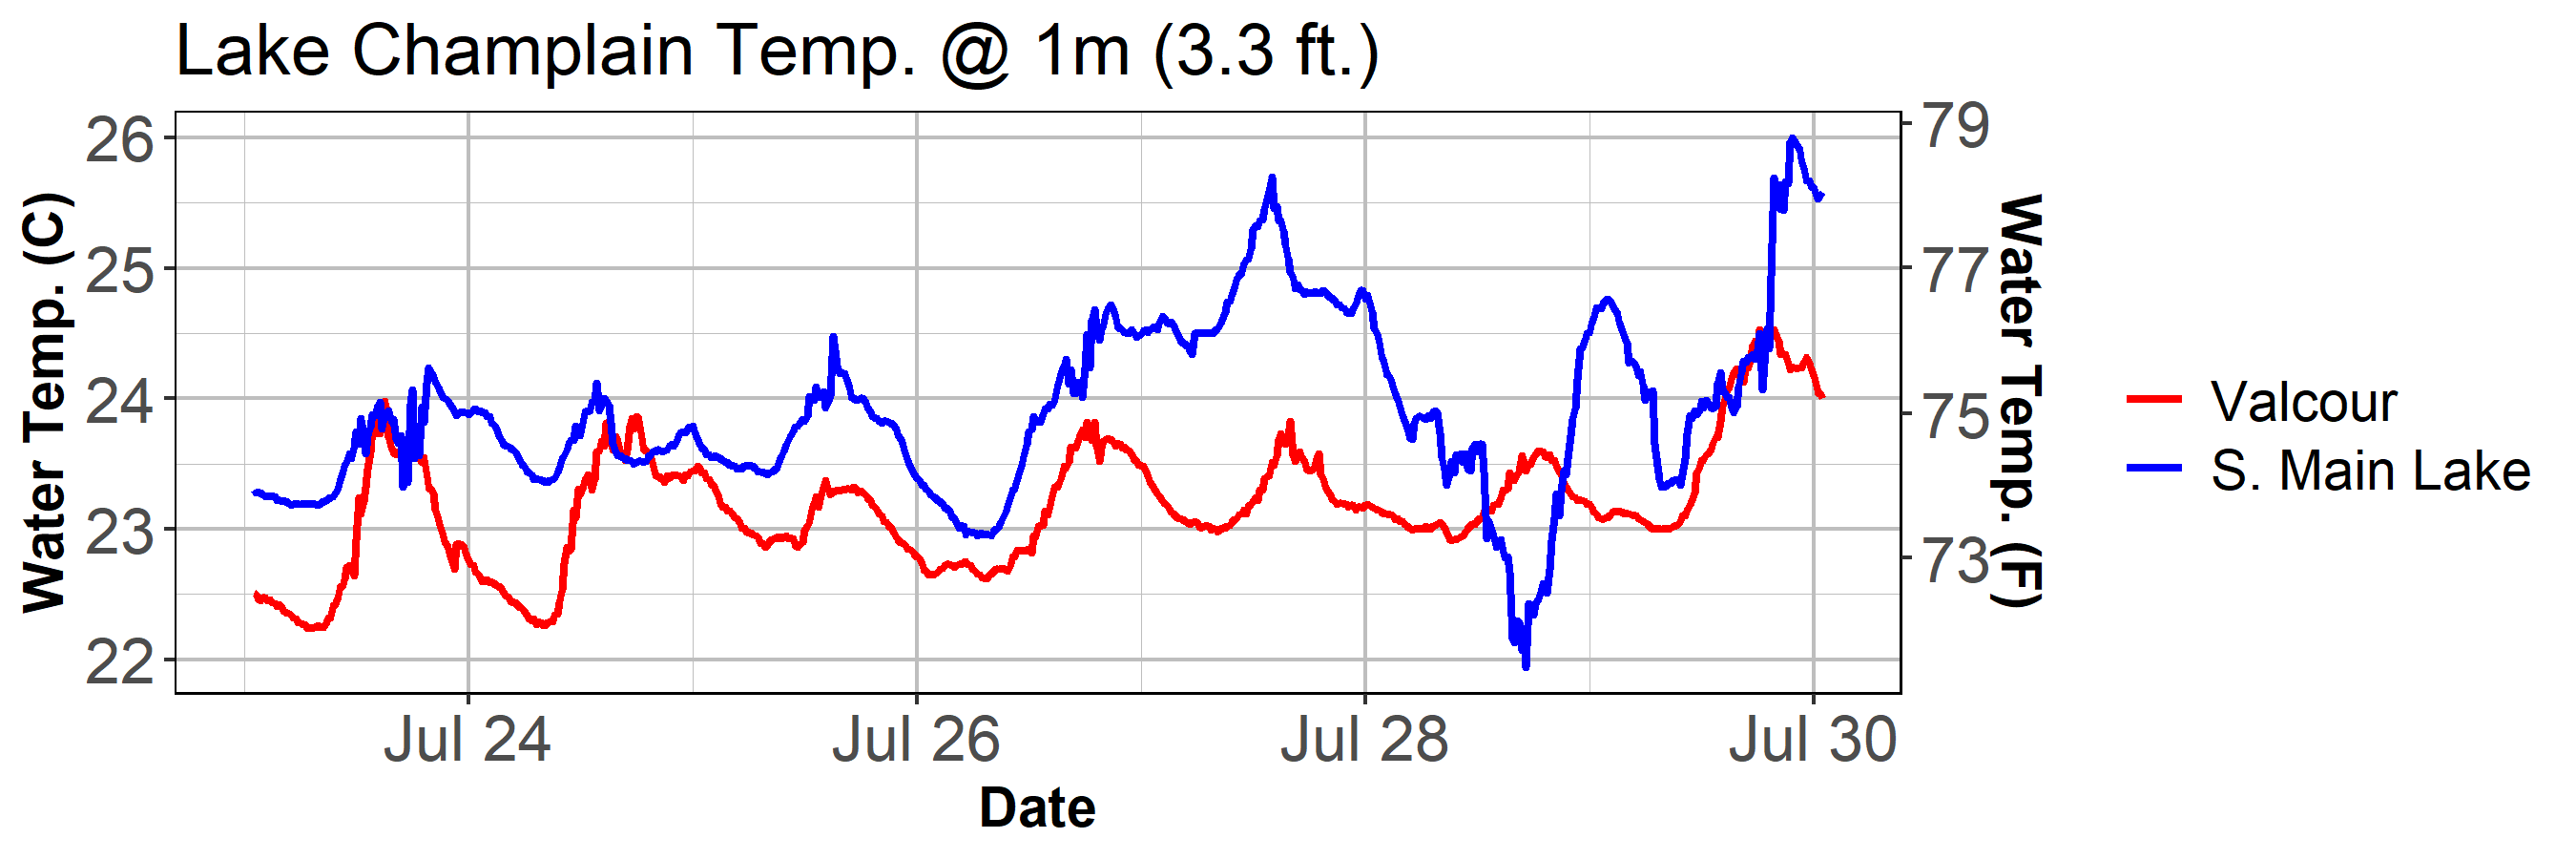 Lake Champlain Temp. @ 1m (3.3 ft.)
Water Temp. (C)
26
25
24
23
22
79
77
75
73
Water Temp. (F)
Jul 24
Jul 26
Jul 28
Jul 30
Date
Valcour
S. Main Lake